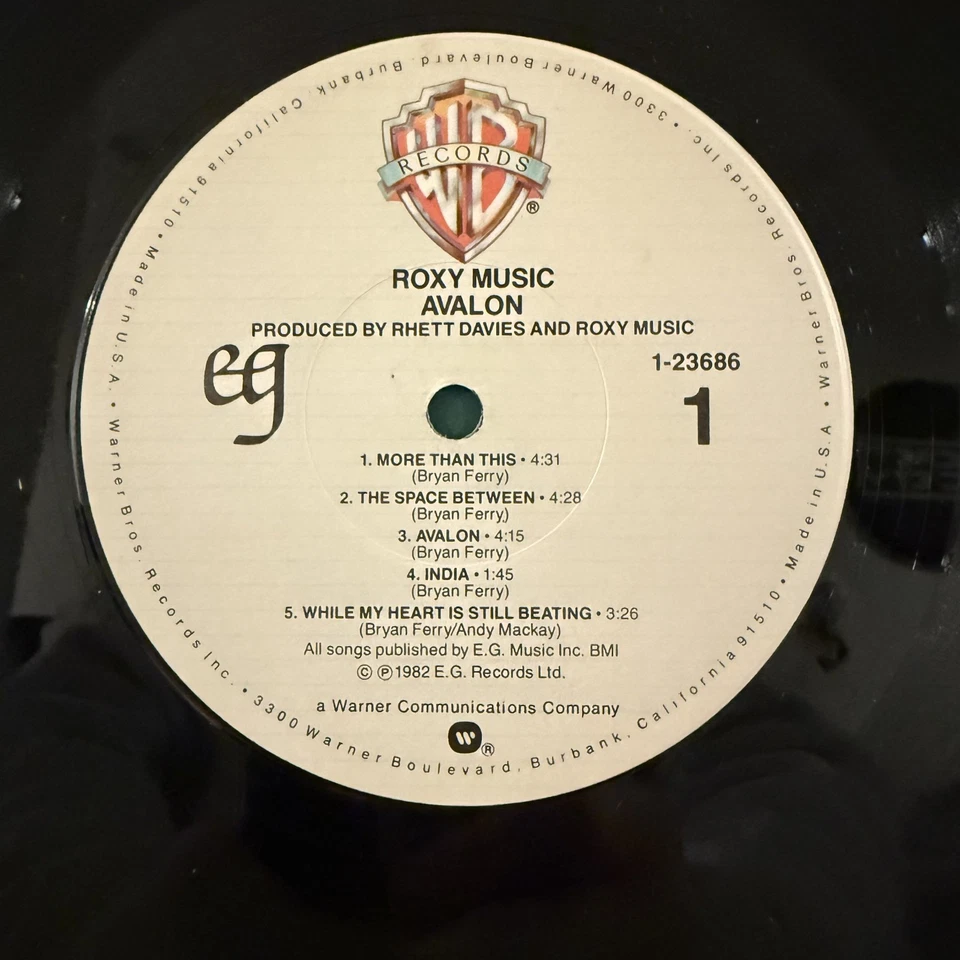 WB
RECORDS
®
ROXY MUSIC
AVALON
PRODUCED BY RHETT DAVIES AND ROXY MUSIC
eg
1-23686
1
1. MORE THAN THIS • 4:31
(Bryan Ferry)
2. THE SPACE BETWEEN • 4:28
(Bryan Ferry)
3. AVALON • 4:15
(Bryan Ferry)
4. INDIA • 1:45
(Bryan Ferry)
5. WHILE MY HEART IS STILL BEATING • 3:26
(Bryan Ferry/Andy Mackay)
All songs published by E.G. Music Inc. BMI
© ℗ 1982 E.G. Records Ltd.
a Warner Communications Company
®
Warner Bros. Records Inc. • 3300 Warner Boulevard, Burbank, California 91510 • Made in U.S.A. • Warner Bros. Records Inc. • 3300 Warner Boulevard, Burbank, California 91510 • Made in U.S.A. •